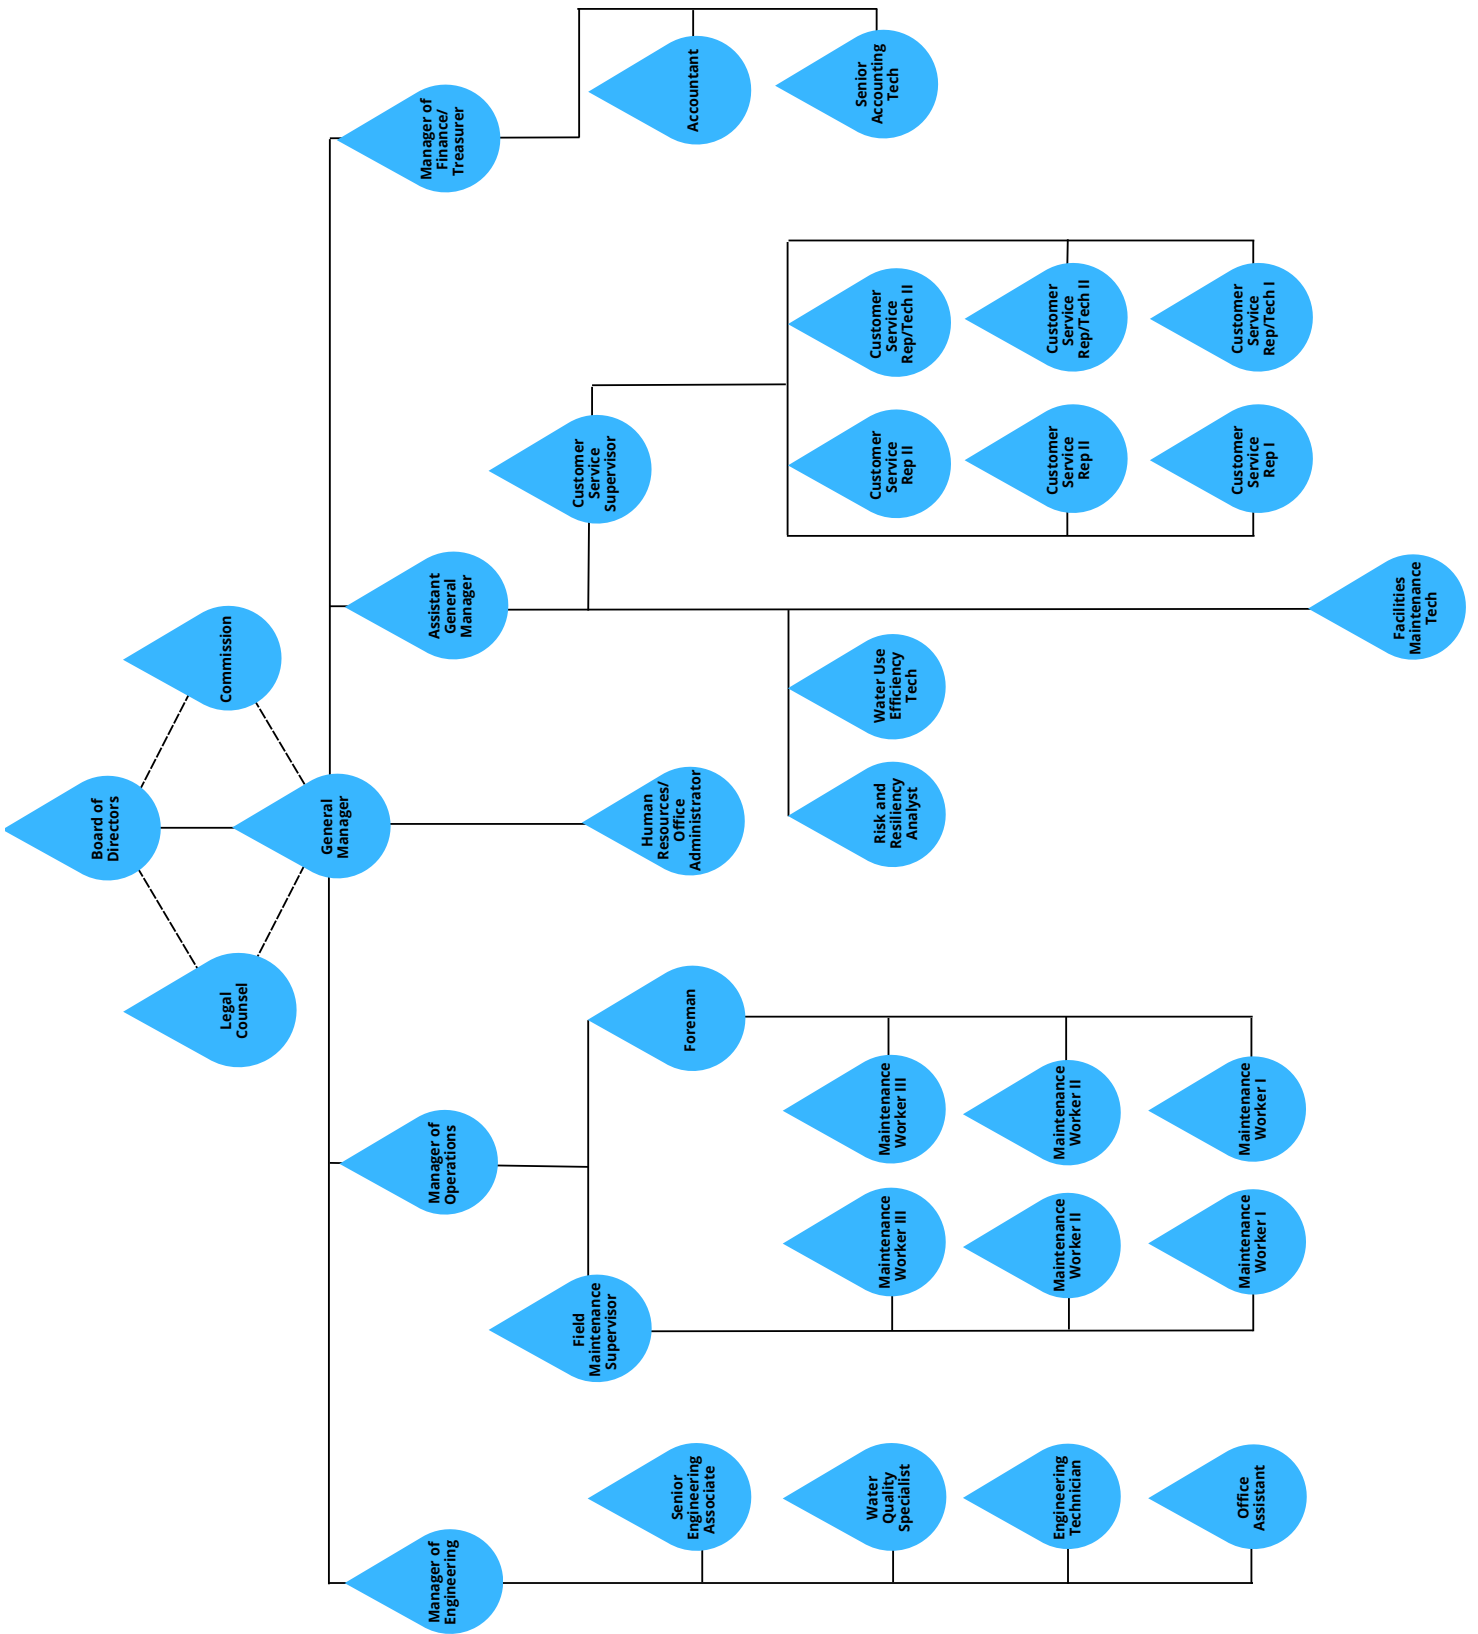 Board of
Directors
Legal
Counsel
Commission
General
Manager
Manager of
Engineering
Manager of
Operations
Assistant
General
Manager
Manager of
Finance/
Treasurer
Human
Resources/
Office
Administrator
Senior
Engineering
Associate
Water
Quality
Specialist
Engineering
Technician
Office
Assistant
Field
Maintenance
Supervisor
Maintenance
Worker III
Maintenance
Worker II
Maintenance
Worker I
Foreman
Maintenance
Worker III
Maintenance
Worker II
Maintenance
Worker I
Risk and
Resiliency
Analyst
Water Use
Efficiency
Tech
Facilities
Maintenance
Tech
Customer
Service
Supervisor
Customer
Service
Rep II
Customer
Service
Rep II
Customer
Service
Rep I
Customer
Service
Rep/Tech II
Customer
Service
Rep/Tech II
Customer
Service
Rep/Tech I
Accountant
Senior
Accounting
Tech